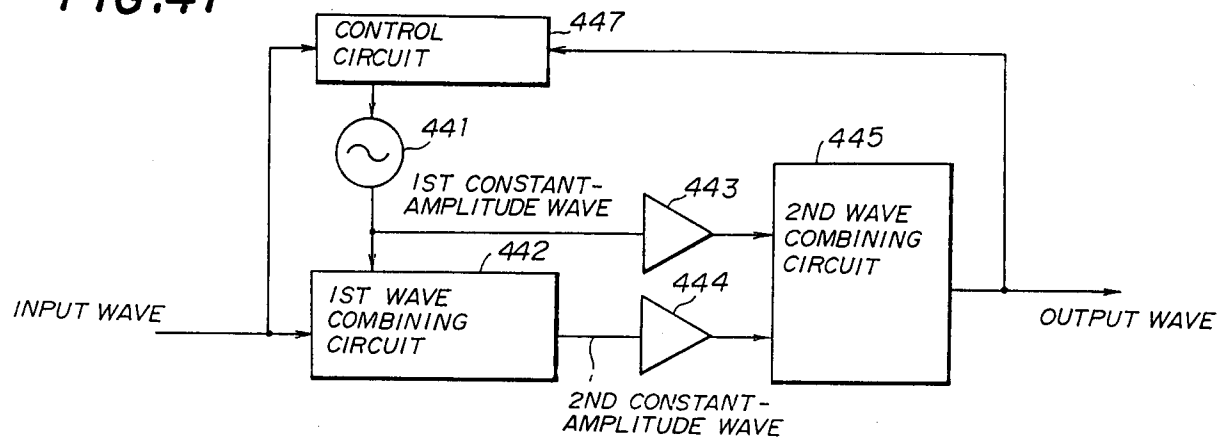 FIG.47
CONTROL
CIRCUIT
447
441
1ST CONSTANT-
AMPLITUDE WAVE
443
445
2ND WAVE
COMBINING
CIRCUIT
442
444
INPUT WAVE
1ST WAVE
COMBINING
CIRCUIT
OUTPUT WAVE
2ND CONSTANT-
AMPLITUDE WAVE